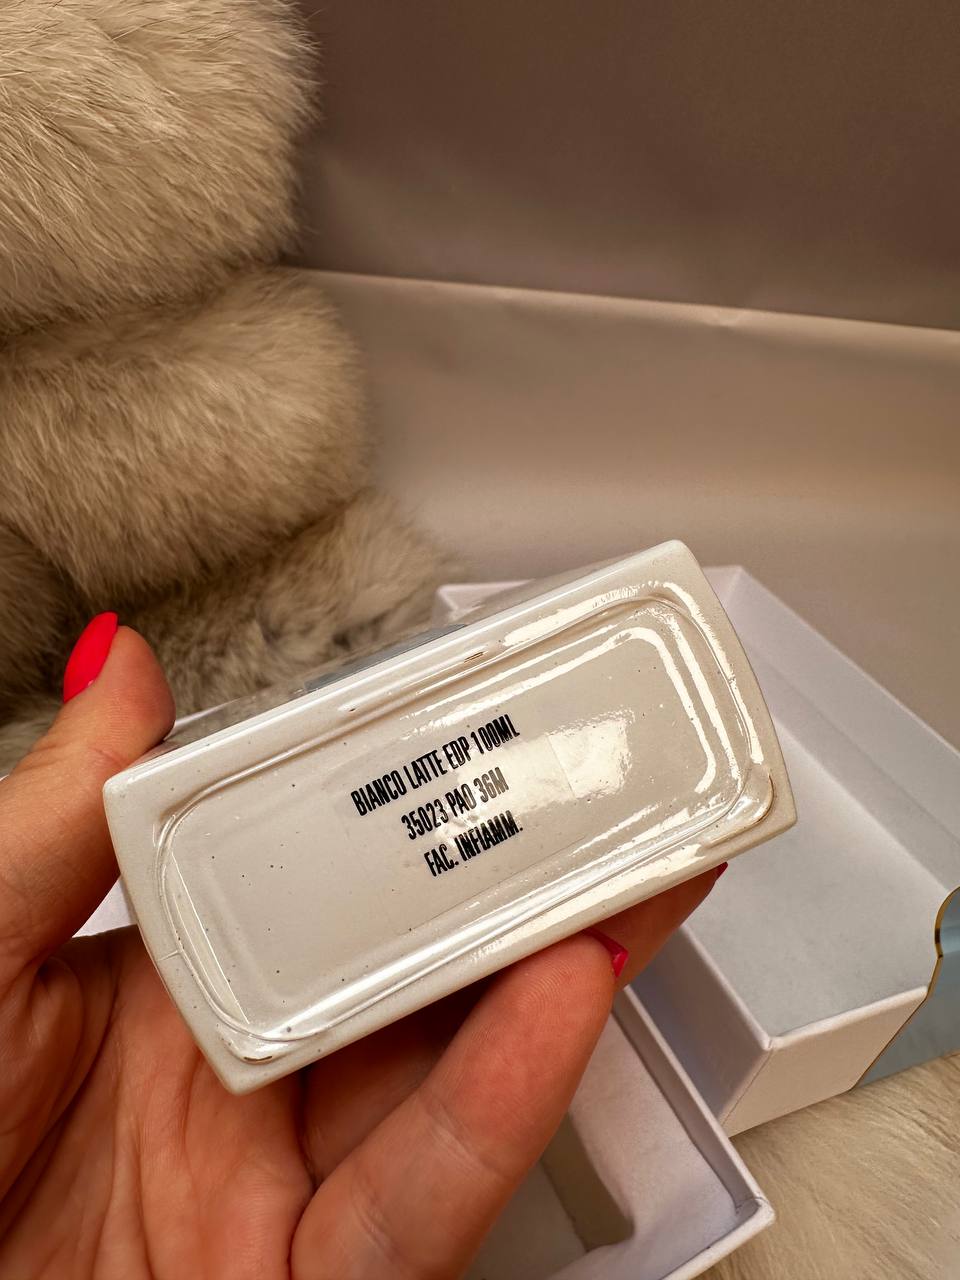 BIANCO LATTE EDP 100ML
35023 PAO 36M
FAC. INFIAMM.